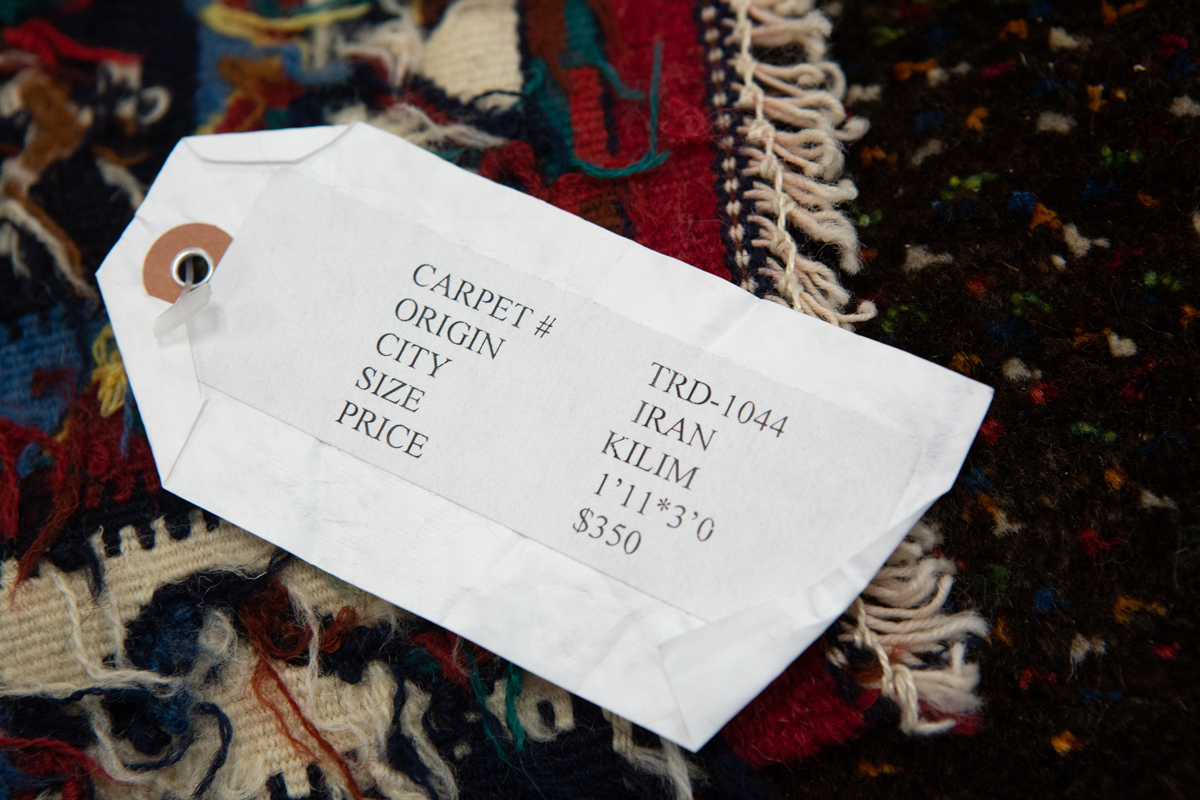 CARPET # TRD-1044
ORIGIN IRAN
CITY KILIM
SIZE 1'11*3'0
PRICE $350